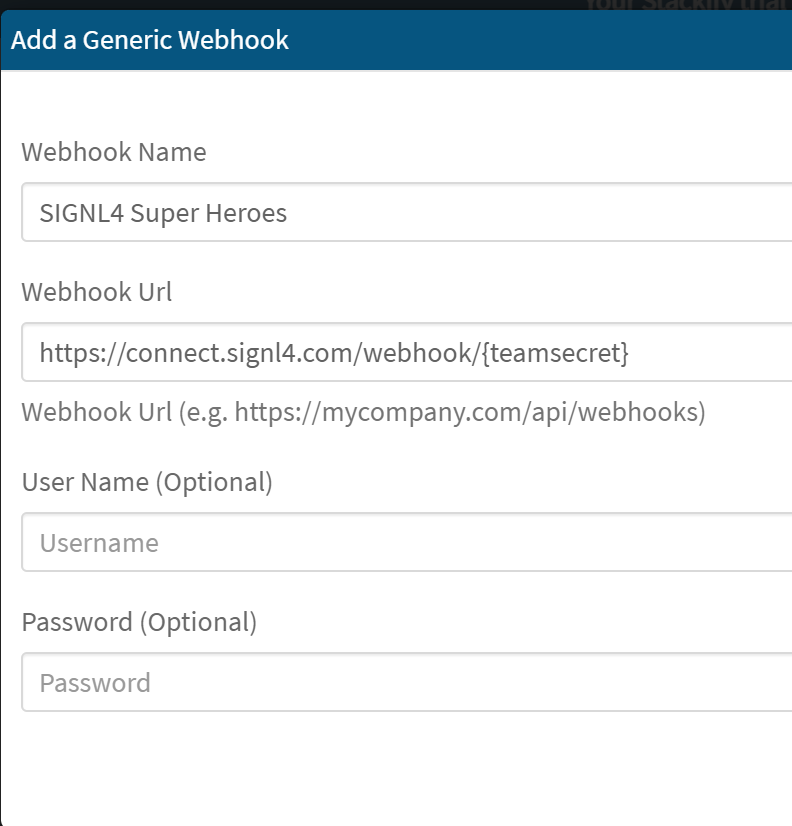 Your Stackify trial
Add a Generic Webhook
Webhook Name
SIGNL4 Super Heroes
Webhook Url
https://connect.signl4.com/webhook/{teamsecret}
Webhook Url (e.g. https://mycompany.com/api/webhooks)
User Name (Optional)
Username
Password (Optional)
Password